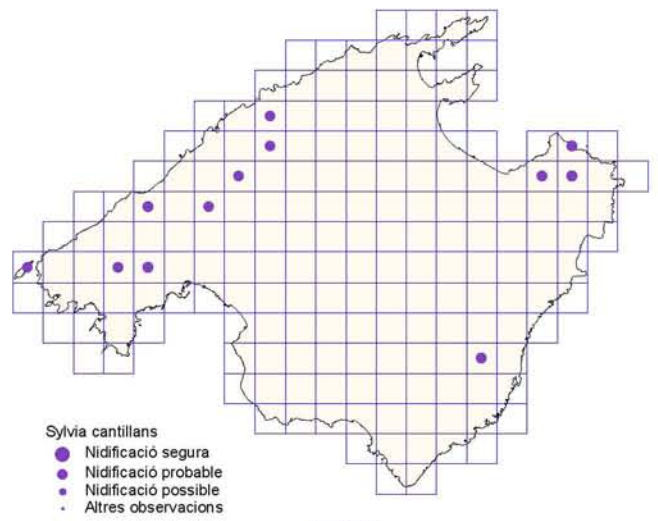 Sylvia cantillans
Nidificació segura
Nidificació probable
Nidificació possible
Altres observacions